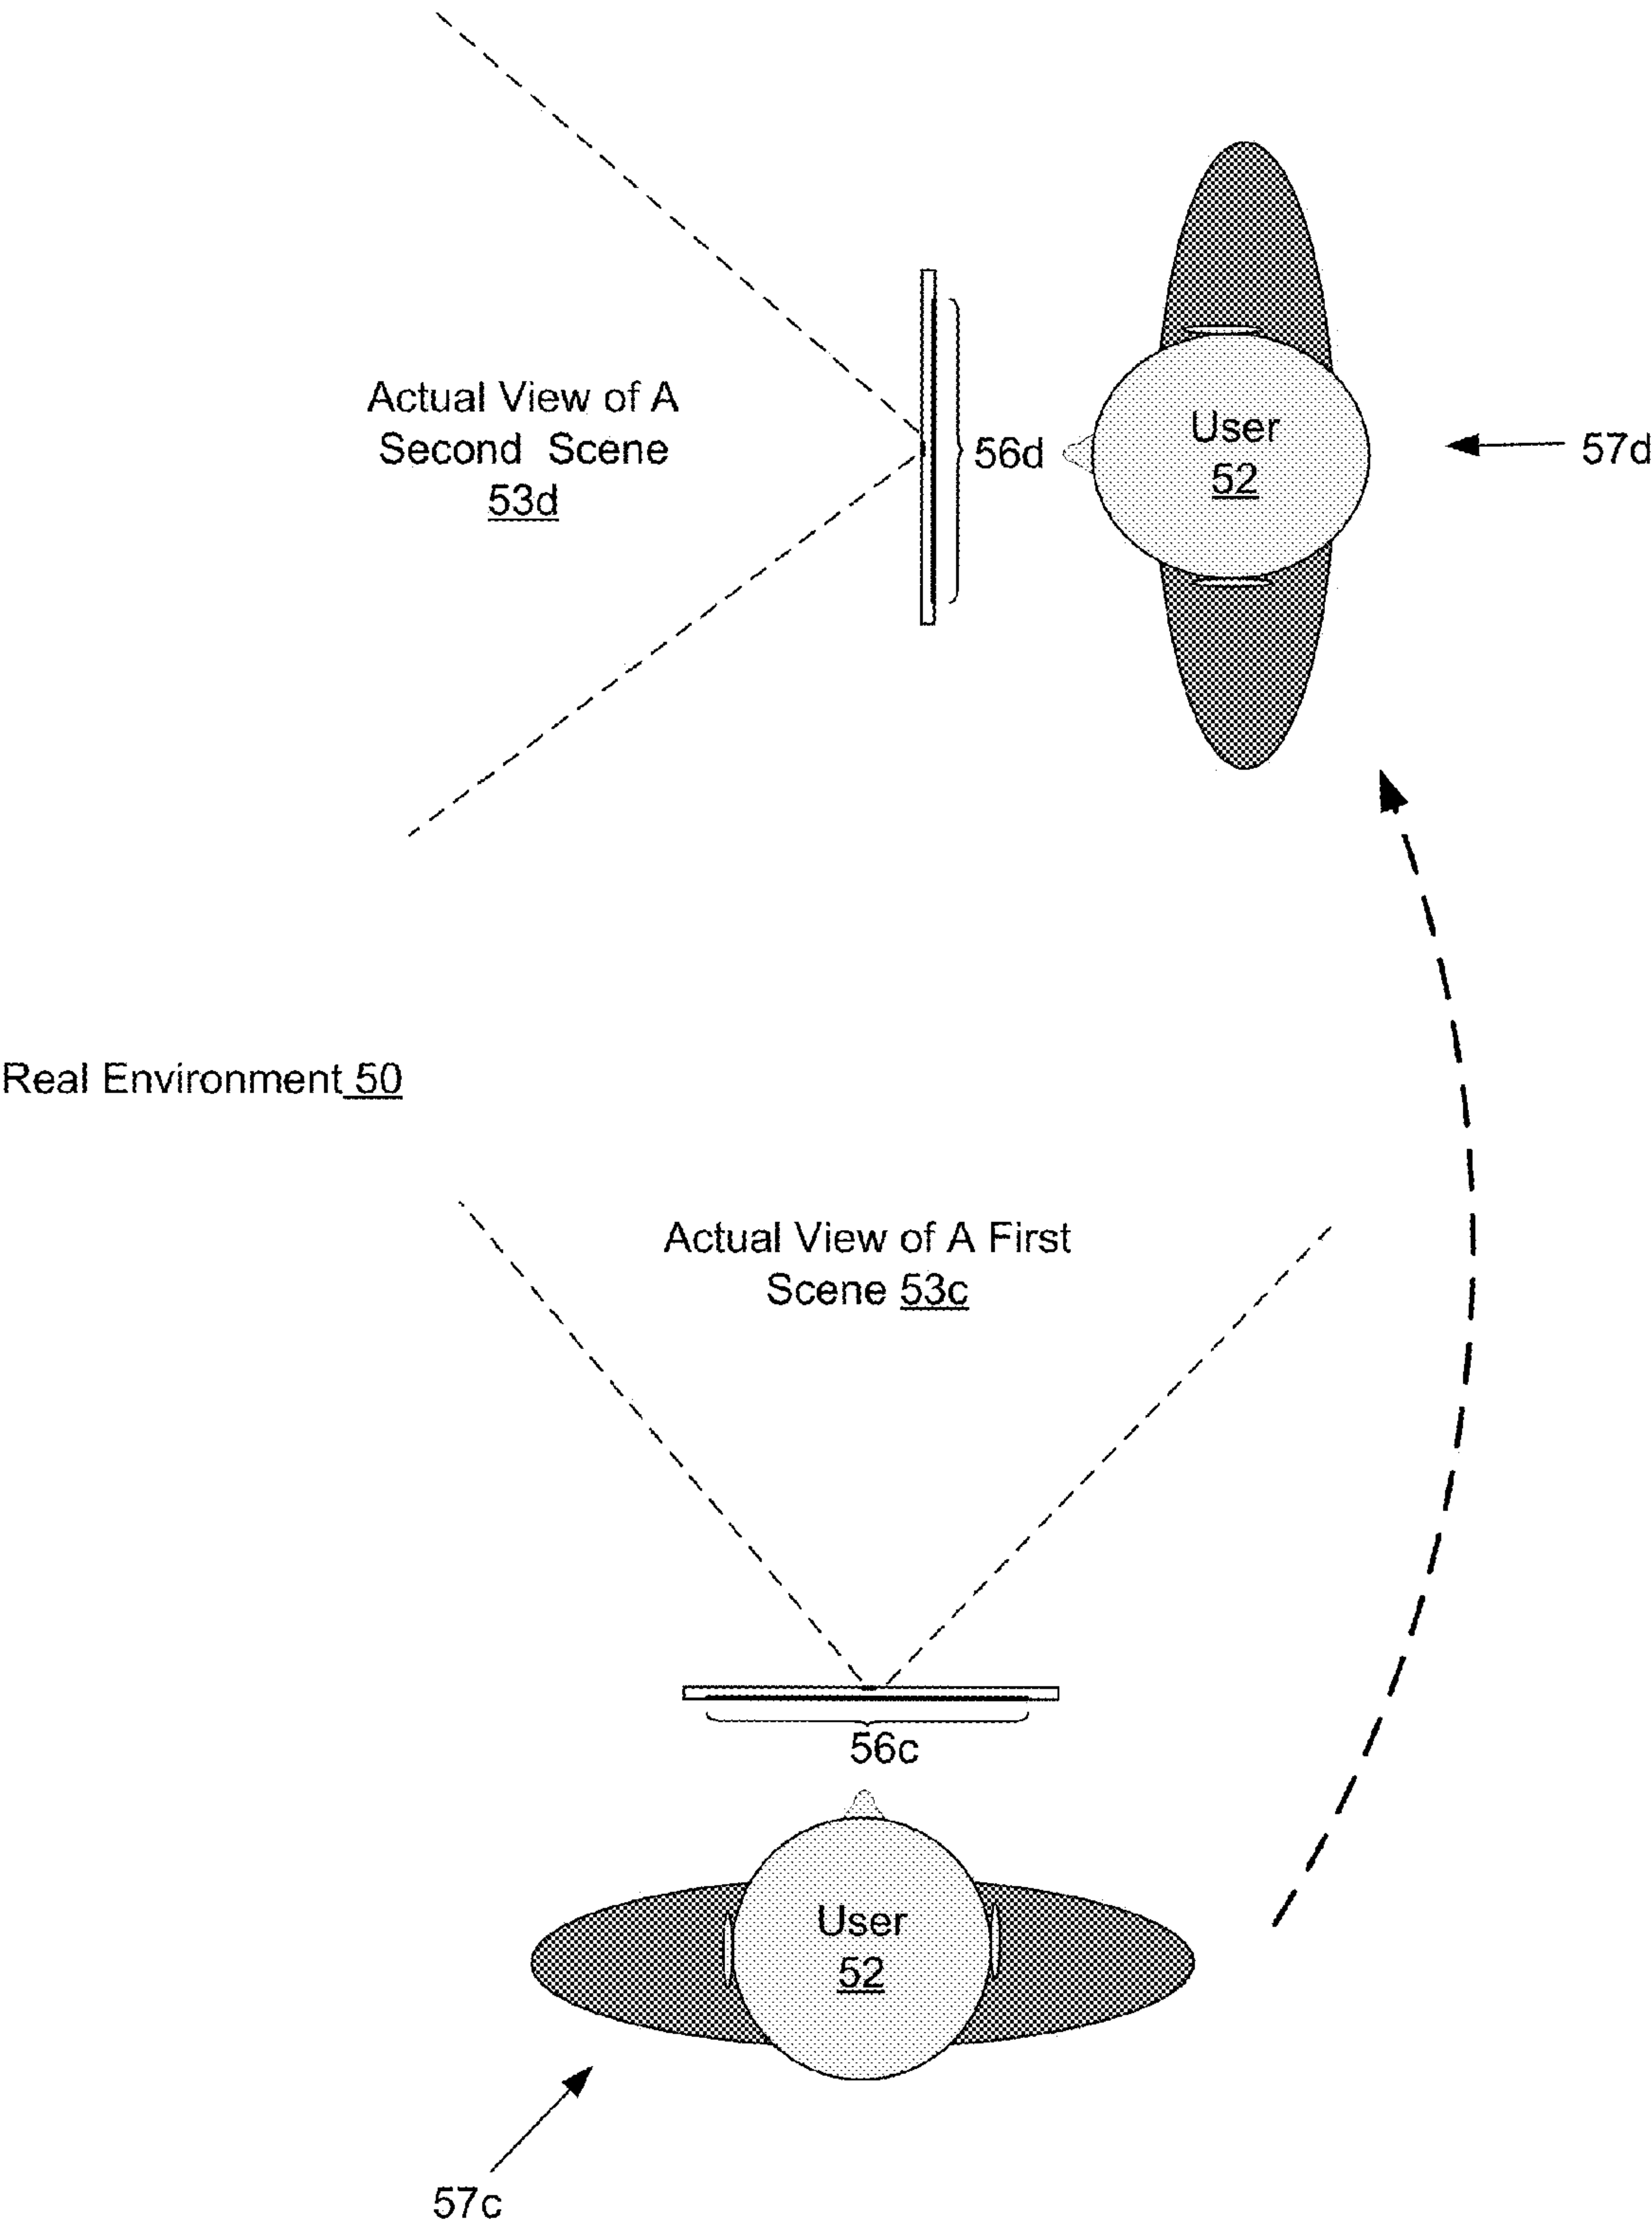 Actual View of A
Second Scene
53d
56d
User
52
57d
Real Environment 50
Actual View of A First
Scene 53c
56c
User
52
57c